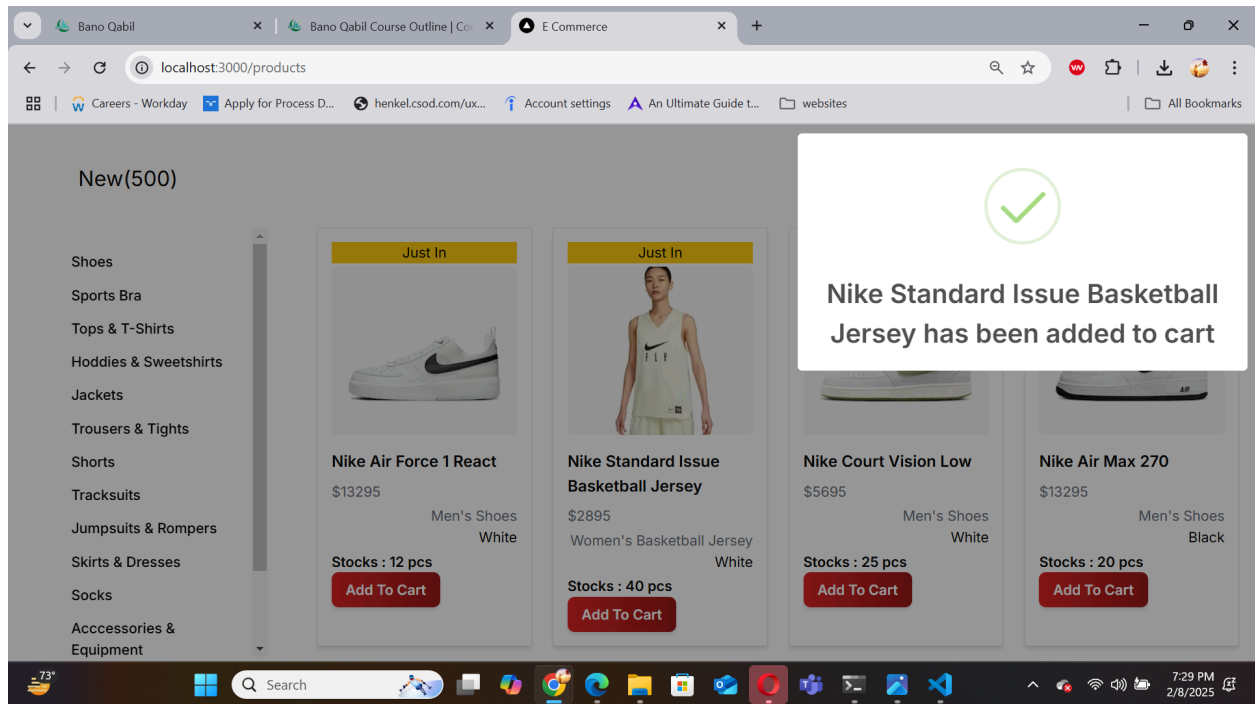 Bano Qabil
Bano Qabil Course Outline | Co
E Commerce
localhost:3000/products
Careers - Workday
Apply for Process D...
henkel.csod.com/ux...
Account settings
An Ultimate Guide t...
websites
All Bookmarks
New(500)
Nike Standard Issue Basketball
Jersey has been added to cart
Shoes
Sports Bra
Tops & T-Shirts
Hoddies & Sweetshirts
Jackets
Trousers & Tights
Shorts
Tracksuits
Jumpsuits & Rompers
Skirts & Dresses
Socks
Acccessories &
Equipment
Just In
Nike Air Force 1 React
$13295
Men's Shoes
White
Stocks : 12 pcs
Add To Cart
Just In
FLY
Nike Standard Issue
Basketball Jersey
$2895
Women's Basketball Jersey
White
Stocks : 40 pcs
Add To Cart
Nike Court Vision Low
$5695
Men's Shoes
White
Stocks : 25 pcs
Add To Cart
AIR
Nike Air Max 270
$13295
Men's Shoes
Black
Stocks : 20 pcs
Add To Cart
73°
Search
7:29 PM
2/8/2025